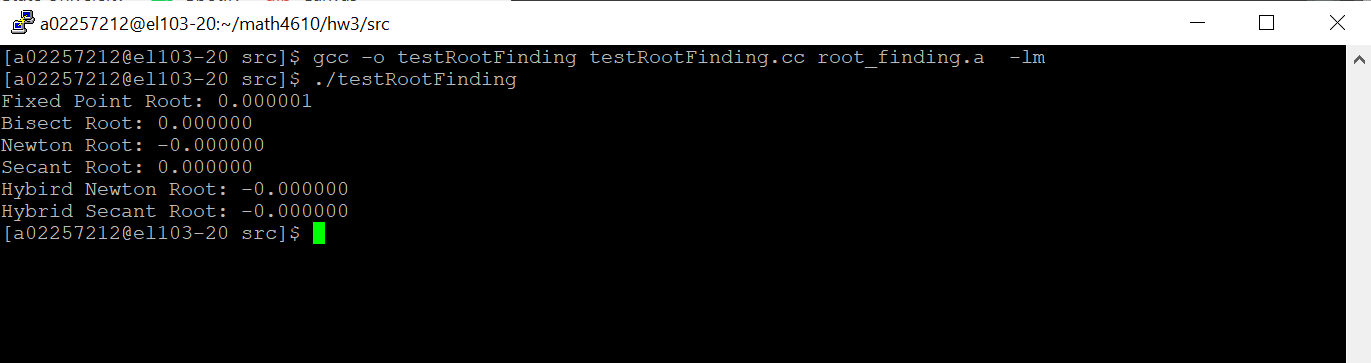 a02257212@el103-20:~/math4610/hw3/src
[a02257212@el103-20 src]$ gcc -o testRootFinding testRootFinding.cc root_finding.a  -lm
[a02257212@el103-20 src]$ ./testRootFinding
Fixed Point Root: 0.000001
Bisect Root: 0.000000
Newton Root: -0.000000
Secant Root: 0.000000
Hybird Newton Root: -0.000000
Hybrid Secant Root: -0.000000
[a02257212@el103-20 src]$